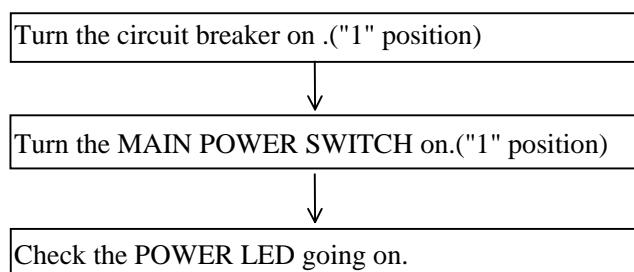 Turn the circuit breaker on .("1" position)
Turn the MAIN POWER SWITCH on.("1" position)
Check the POWER LED going on.